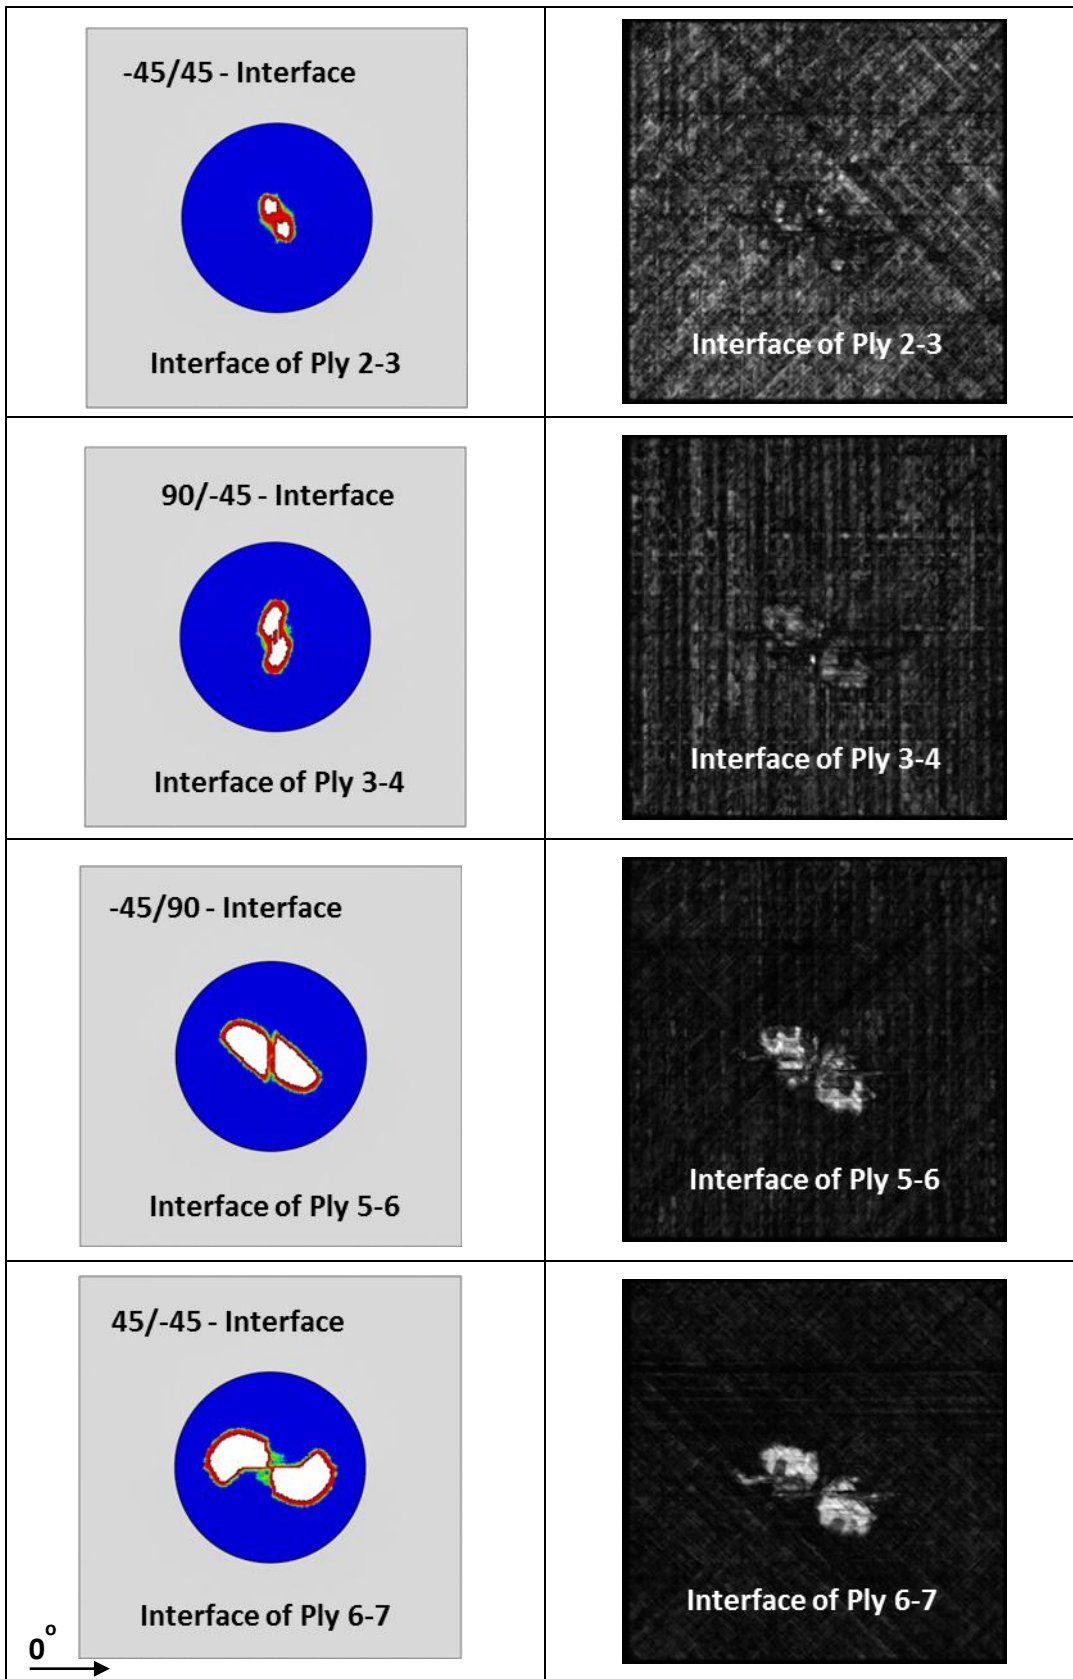 -45/45 - Interface
Interface of Ply 2-3
Interface of Ply 2-3
90/-45 - Interface
Interface of Ply 3-4
Interface of Ply 3-4
-45/90 - Interface
Interface of Ply 5-6
Interface of Ply 5-6
45/-45 - Interface
Interface of Ply 6-7
Interface of Ply 6-7
0°